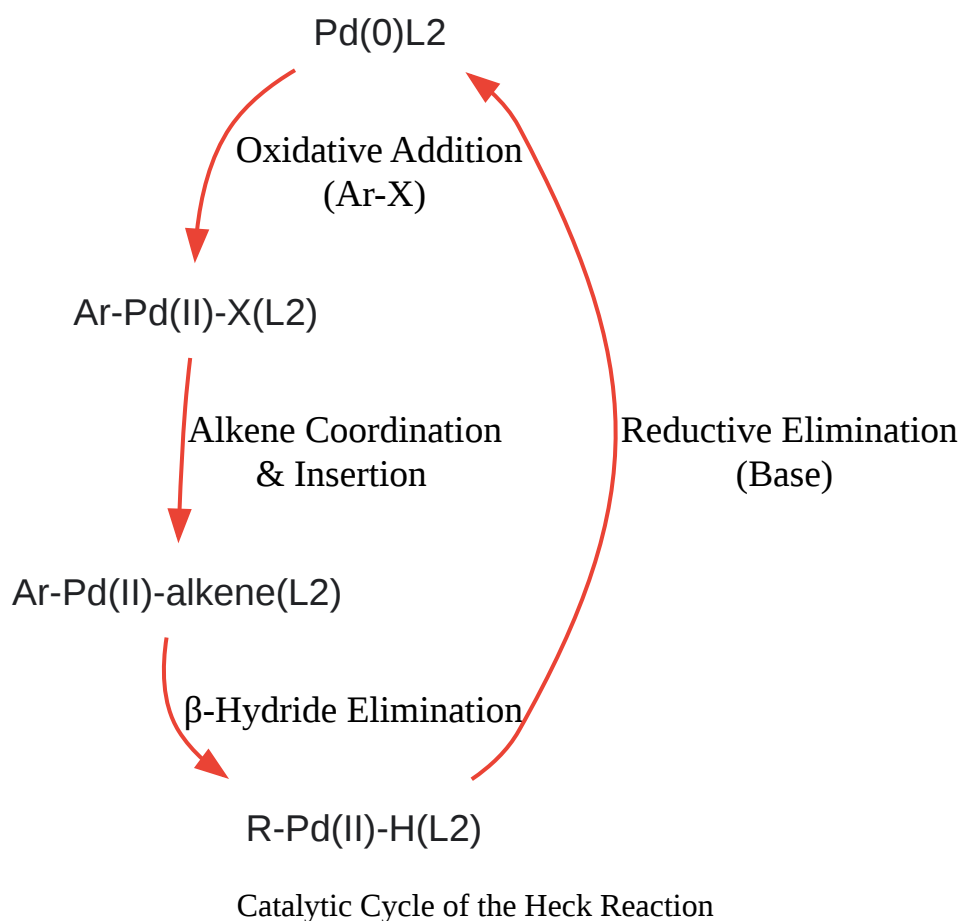 Pd(0)L2
Oxidative Addition
(Ar-X)
Ar-Pd(II)-X(L2)
Alkene Coordination
& Insertion
Reductive Elimination
(Base)
Ar-Pd(II)-alkene(L2)
β-Hydride Elimination
R-Pd(II)-H(L2)
Catalytic Cycle of the Heck Reaction